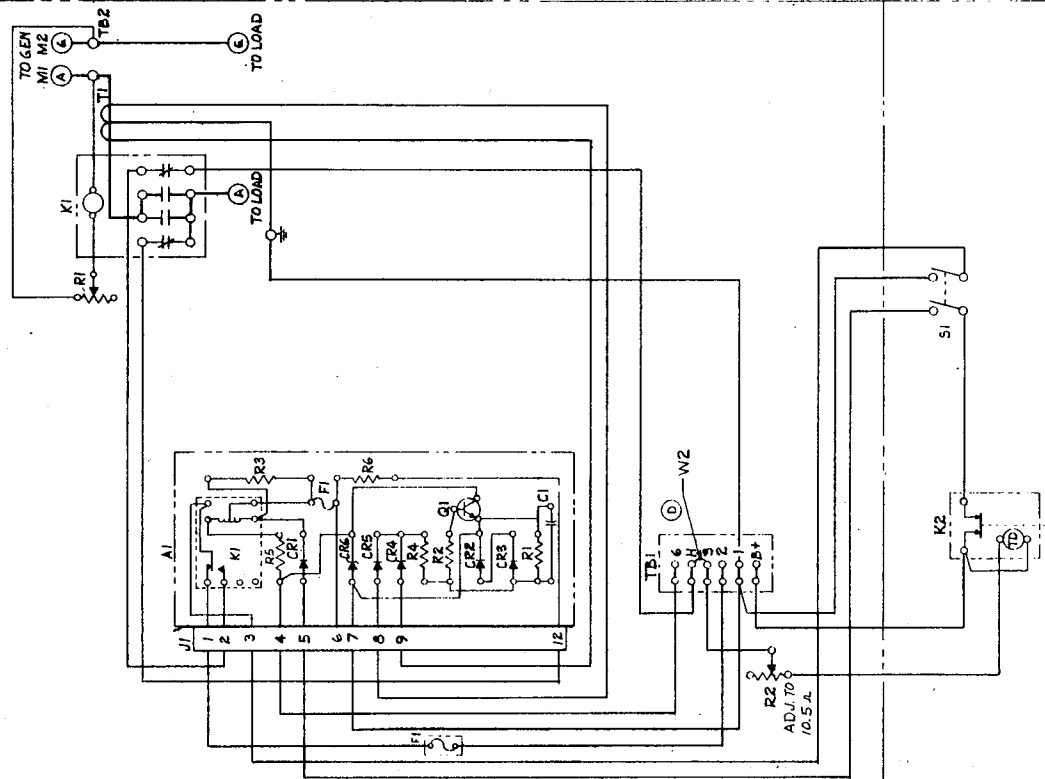 TO GEN
M1 M2
A
G
TB2
G
TO LOAD
T1
K1
A
TO LOAD
R1
A1
J1
1
2
3
4
5
6
7
8
9
12
K1
R3
F1
R6
R5
CR1
CR6
CR5
CR4
R4
R2
CR2
CR3
R1
Q1
C1
TB1
6
H
3
2
1
B+
D
W2
F1
R2
ADJ. TO
10.5 Ω
S1
K2
TD